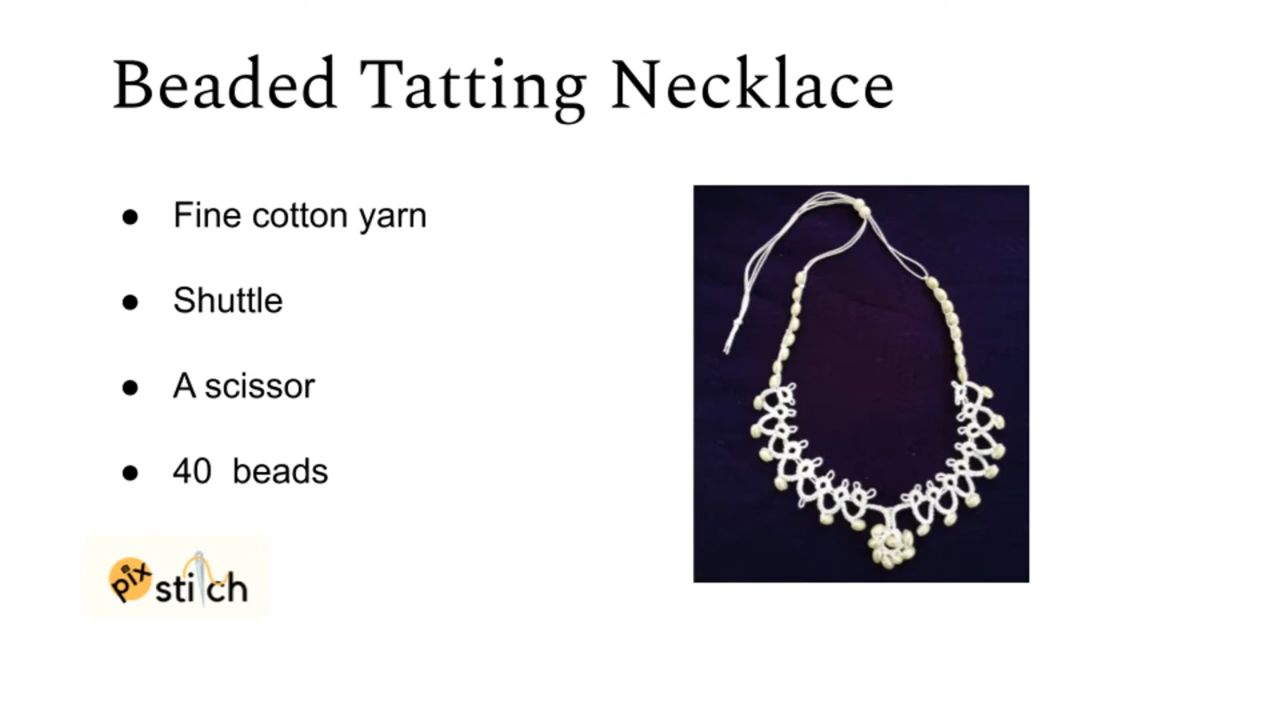 Beaded Tatting Necklace
● Fine cotton yarn
● Shuttle
● A scissor
● 40 beads
pix stitch